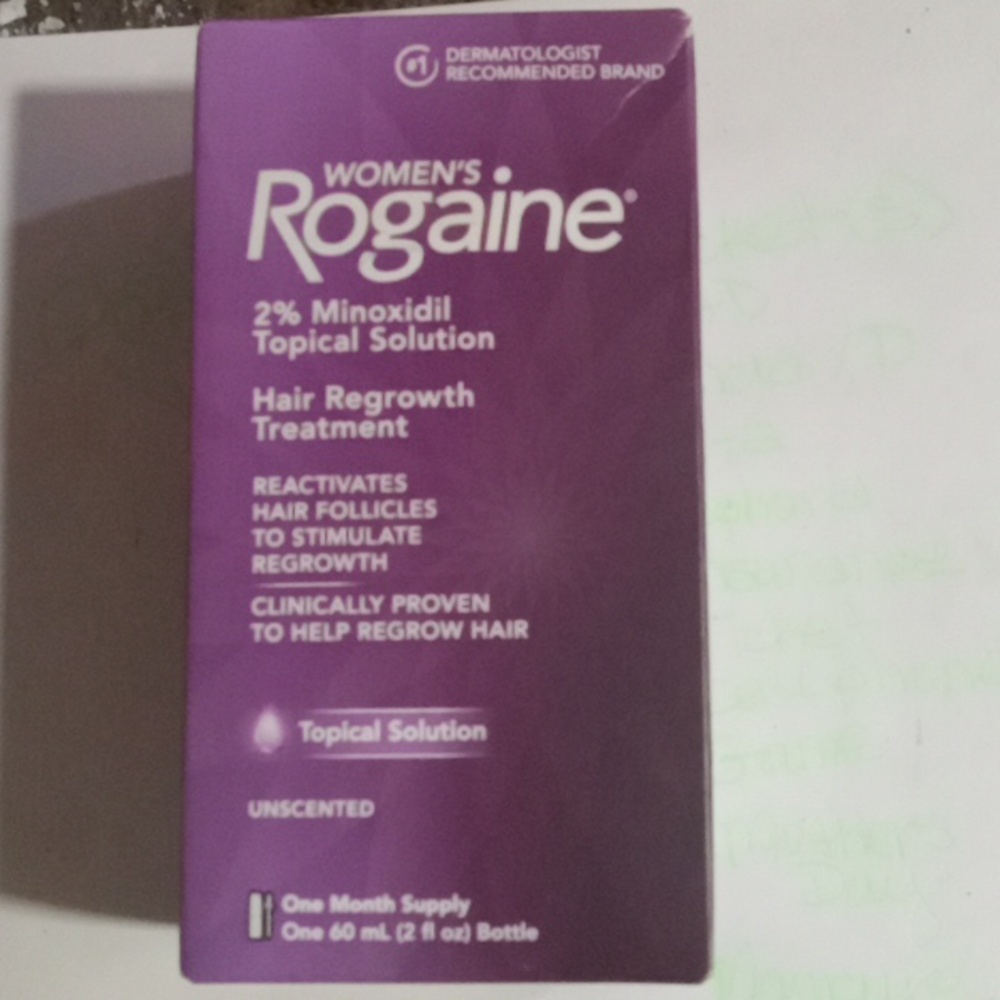 #1 DERMATOLOGIST
RECOMMENDED BRAND
WOMEN'S
Rogaine®
2% Minoxidil
Topical Solution
Hair Regrowth
Treatment
REACTIVATES
HAIR FOLLICLES
TO STIMULATE
REGROWTH
CLINICALLY PROVEN
TO HELP REGROW HAIR
Topical Solution
UNSCENTED
One Month Supply
One 60 mL (2 fl oz) Bottle